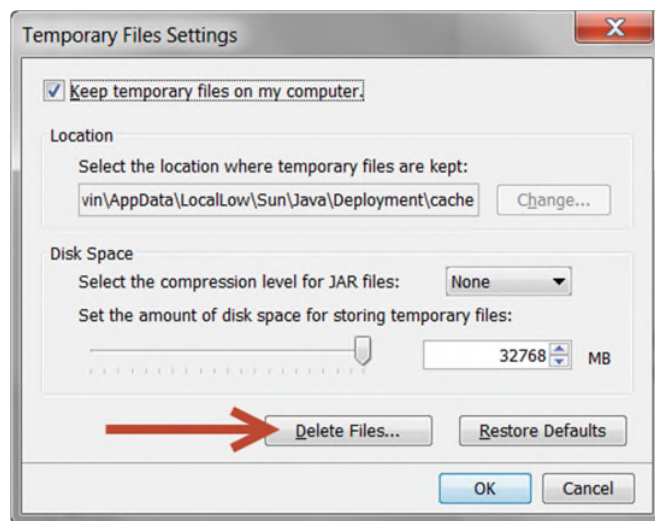 Temporary Files Settings
Keep temporary files on my computer.
Location
Select the location where temporary files are kept:
vin\AppData\LocalLow\Sun\Java\Deployment\cache Change...
Disk Space
Select the compression level for JAR files: None
Set the amount of disk space for storing temporary files:
32768 MB
Delete Files... Restore Defaults
OK Cancel